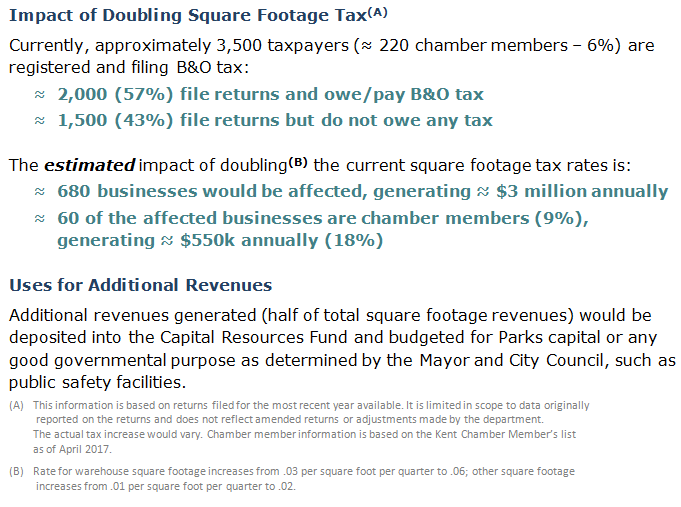 Impact of Doubling Square Footage Tax(A)
Currently, approximately 3,500 taxpayers (≈ 220 chamber members – 6%) are
registered and filing B&O tax:
≈ 2,000 (57%) file returns and owe/pay B&O tax
≈ 1,500 (43%) file returns but do not owe any tax
The estimated impact of doubling(B) the current square footage tax rates is:
≈ 680 businesses would be affected, generating ≈ $3 million annually
≈ 60 of the affected businesses are chamber members (9%),
generating ≈ $550k annually (18%)
Uses for Additional Revenues
Additional revenues generated (half of total square footage revenues) would be
deposited into the Capital Resources Fund and budgeted for Parks capital or any
good governmental purpose as determined by the Mayor and City Council, such as
public safety facilities.
(A) This information is based on returns filed for the most recent year available. It is limited in scope to data originally
reported on the returns and does not reflect amended returns or adjustments made by the department.
The actual tax increase would vary. Chamber member information is based on the Kent Chamber Member's list
as of April 2017.
(B) Rate for warehouse square footage increases from .03 per square foot per quarter to .06; other square footage
increases from .01 per square foot per quarter to .02.